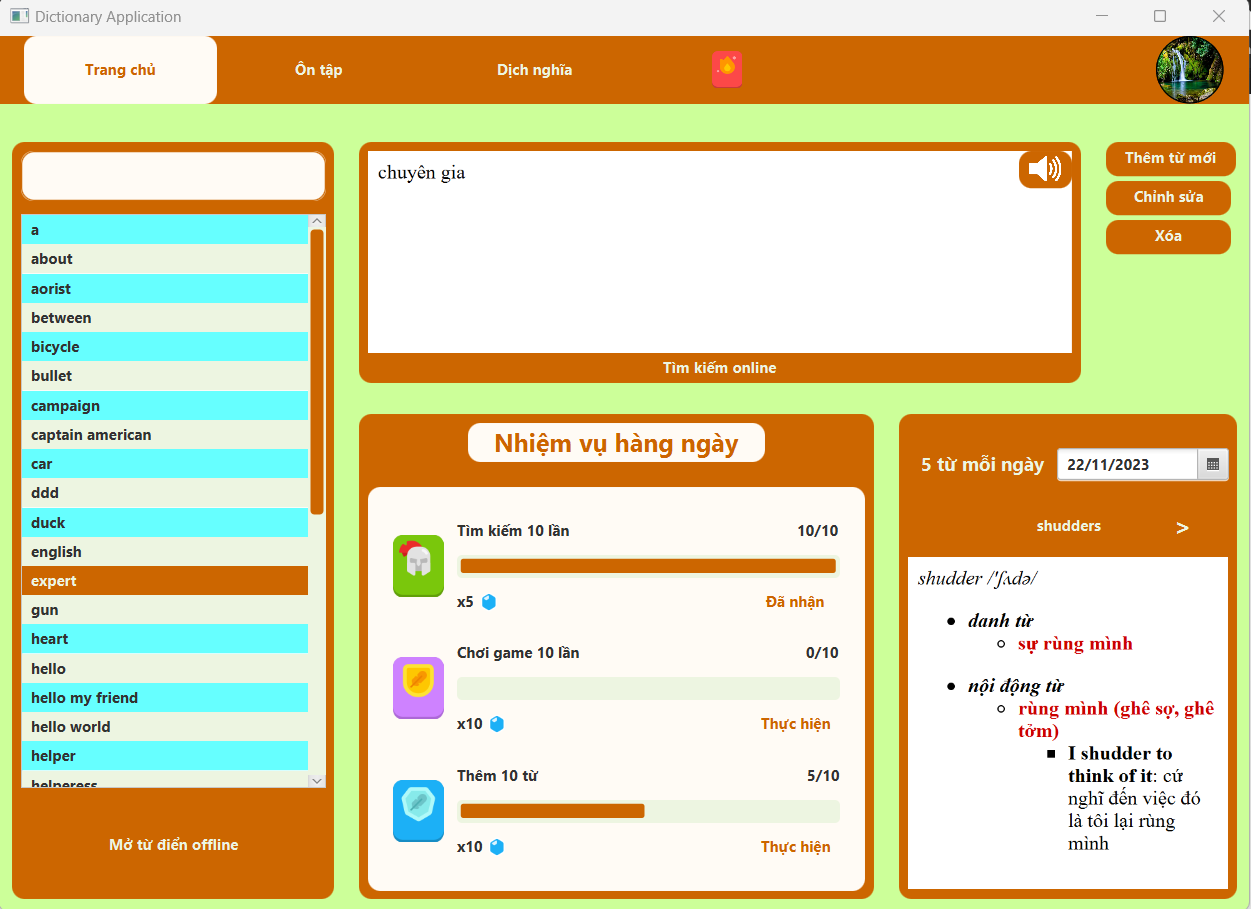 Dictionary Application
Trang chủ
Ôn tập
Dịch nghĩa
a
about
aorist
between
bicycle
bullet
campaign
captain american
car
ddd
duck
english
expert
gun
heart
hello
hello my friend
hello world
helper
helperess
Mở từ điển offline
chuyên gia
Tìm kiếm online
Thêm từ mới
Chỉnh sửa
Xóa
Nhiệm vụ hàng ngày
Tìm kiếm 10 lần 10/10
x5 Đã nhận
Chơi game 10 lần 0/10
x10 Thực hiện
Thêm 10 từ 5/10
x10 Thực hiện
5 từ mỗi ngày 22/11/2023
shudders >
shudder /'ʃʌdə/
danh từ
sự rùng mình
nội động từ
rùng mình (ghê sợ, ghê
tởm)
I shudder to
think of it: cứ
nghĩ đến việc đó
là tôi lại rùng
mình